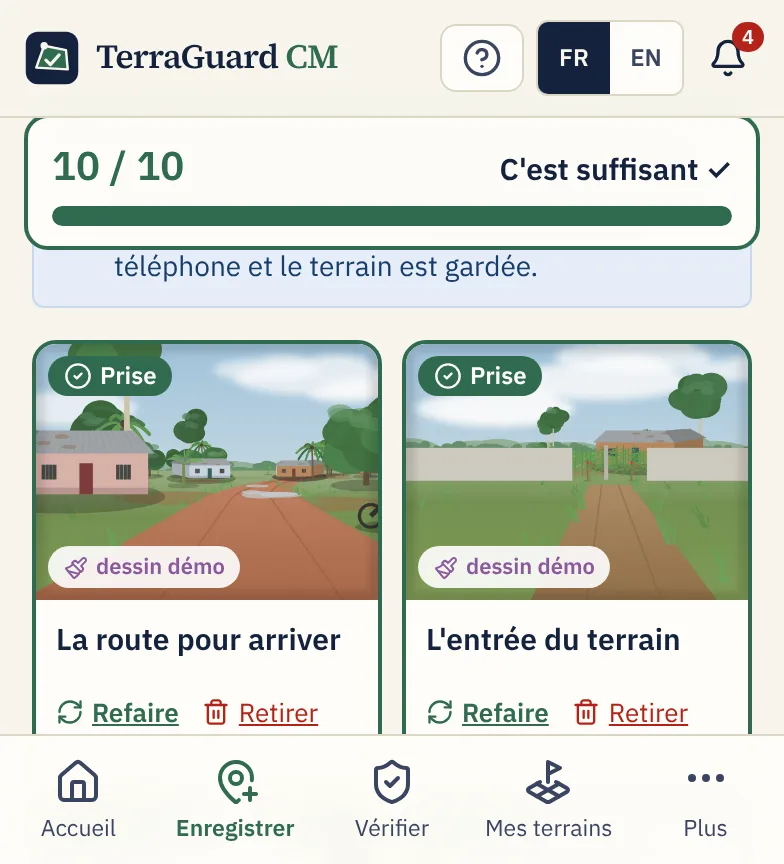 TerraGuard CM
FR
EN
4
10 / 10
C'est suffisant ✓
téléphone et le terrain est gardée.
Prise
Prise
dessin démo
dessin démo
La route pour arriver
L'entrée du terrain
Refaire
Retirer
Refaire
Retirer
Accueil
Enregistrer
Vérifier
Mes terrains
Plus